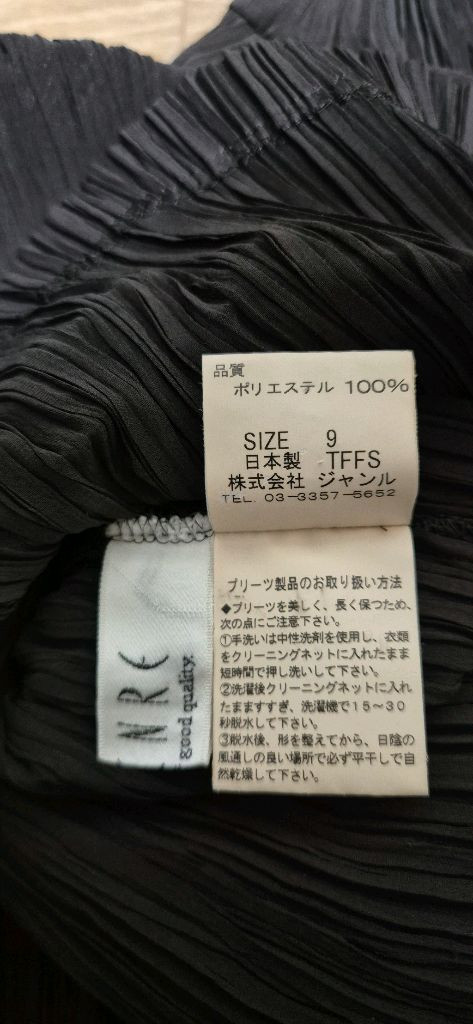 品質
ポリエステル 100%
SIZE 9
日本製 TFFS
株式会社 ジャンル
TEL. 03-3357-5652
プリーツ製品のお取り扱い方法
◆プリーツを美しく、長く保つため、
次の点にご注意下さい。
①手洗いは中性洗剤を使用し、衣類
をクリーニングネットに入れたまま
短時間で押し洗いして下さい。
②洗濯後クリーニングネットに入れ
たまますすぎ、洗濯機で15～30
秒脱水して下さい。
③脱水後、形を整えてから、日陰の
風通しの良い場所で必ず平干しで自
然乾燥して下さい。
NRE
good quality.